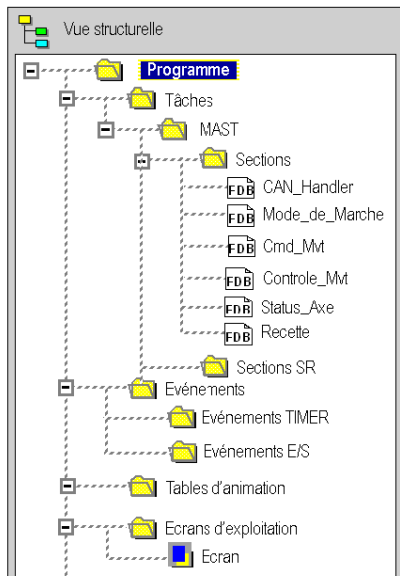 Vue structurelle
Programme
Tâches
MAST
Sections
FDB CAN_Handler
FDB Mode_de_Marche
FDB Cmd_Mvt
FDB Controle_Mvt
FDB Status_Axe
FDB Recette
Sections SR
Evénements
Evénements TIMER
Evénements E/S
Tables d'animation
Ecrans d'exploitation
Ecran